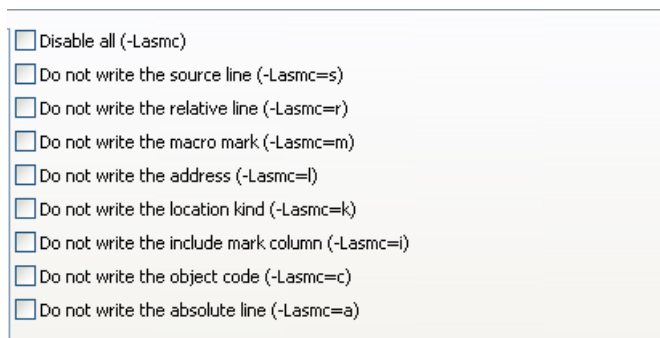 Disable all (-Lasmc)
Do not write the source line (-Lasmc=s)
Do not write the relative line (-Lasmc=r)
Do not write the macro mark (-Lasmc=m)
Do not write the address (-Lasmc=l)
Do not write the location kind (-Lasmc=k)
Do not write the include mark column (-Lasmc=i)
Do not write the object code (-Lasmc=c)
Do not write the absolute line (-Lasmc=a)